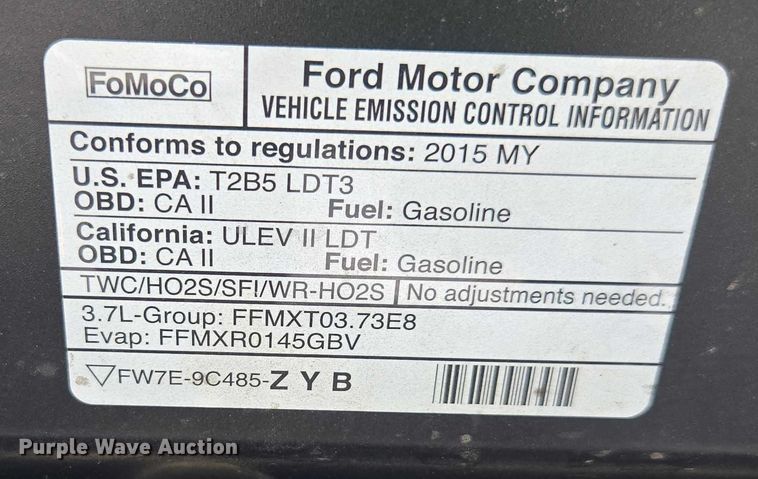 FoMoCo
Ford Motor Company
VEHICLE EMISSION CONTROL INFORMATION
Conforms to regulations: 2015 MY
U.S. EPA: T2B5 LDT3
OBD: CA II Fuel: Gasoline
California: ULEV II LDT
OBD: CA II Fuel: Gasoline
TWC/HO2S/SFI/WR-HO2S No adjustments needed.
3.7L-Group: FFMXT03.73E8
Evap: FFMXR0145GBV
▽FW7E-9C485-Z Y B
Purple Wave Auction